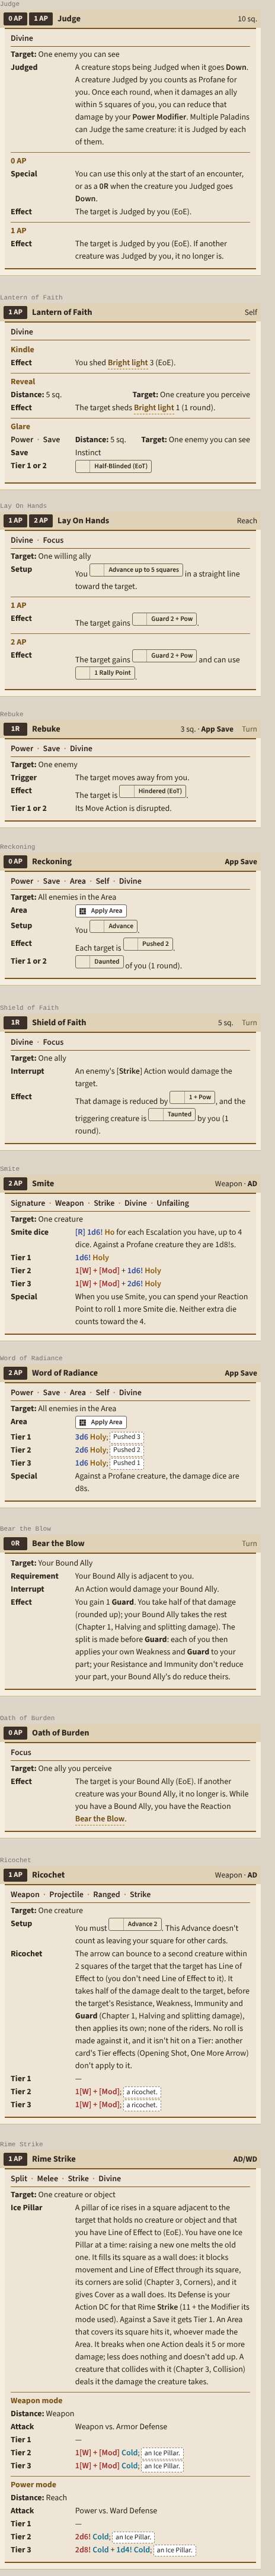 Judge
0 AP 1 AP Judge 10 sq.
Divine
Target: One enemy you can see
Judged A creature stops being Judged when it goes Down.
A creature Judged by you counts as Profane for
you. Once each round, when it damages an ally
within 5 squares of you, you can reduce that
damage by your Power Modifier. Multiple Paladins
can Judge the same creature: it is Judged by each
of them.
0 AP
Special You can use this only at the start of an encounter,
or as a 0R when the creature you Judged goes
Down.
Effect The target is Judged by you (EoE).
1 AP
Effect The target is Judged by you (EoE). If another
creature was Judged by you, it no longer is.
Lantern of Faith
1 AP Lantern of Faith Self
Divine
Kindle
Effect You shed Bright light 3 (EoE).
Reveal
Distance: 5 sq. Target: One creature you perceive
Effect The target sheds Bright light 1 (1 round).
Glare
Power · Save Distance: 5 sq. Target: One enemy you can see
Save Instinct
Tier 1 or 2 Half-Blinded (EoT)
Lay On Hands
1 AP 2 AP Lay On Hands Reach
Divine · Focus
Target: One willing ally
Setup You Advance up to 5 squares in a straight line
toward the target.
1 AP
Effect The target gains Guard 2 + Pow.
2 AP
Effect The target gains Guard 2 + Pow and can use
1 Rally Point.
Rebuke
1R Rebuke 3 sq. · App Save Turn
Power · Save · Divine
Target: One enemy
Trigger The target moves away from you.
Effect The target is Hindered (EoT).
Tier 1 or 2 Its Move Action is disrupted.
Reckoning
0 AP Reckoning App Save
Power · Save · Area · Self · Divine
Target: All enemies in the Area
Area Apply Area
Setup You Advance.
Effect Each target is Pushed 2.
Tier 1 or 2 Daunted of you (1 round).
Shield of Faith
1R Shield of Faith 5 sq. Turn
Divine · Focus
Target: One ally
Interrupt An enemy's [Strike] Action would damage the
target.
Effect That damage is reduced by 1 + Pow, and the
triggering creature is Taunted by you (1
round).
Smite
2 AP Smite Weapon · AD
Signature · Weapon · Strike · Divine · Unfailing
Target: One creature
Smite dice [R] 1d6! Ho for each Escalation you have, up to 4
dice. Against a Profane creature they are 1d8!s.
Tier 1 1d6! Holy
Tier 2 1[W] + [Mod] + 1d6! Holy
Tier 3 1[W] + [Mod] + 2d6! Holy
Special When you use Smite, you can spend your Reaction
Point to roll 1 more Smite die. Neither extra die
counts toward the 4.
Word of Radiance
2 AP Word of Radiance App Save
Power · Save · Area · Self · Divine
Target: All enemies in the Area
Area Apply Area
Tier 1 3d6 Holy; Pushed 3
Tier 2 2d6 Holy; Pushed 2
Tier 3 1d6 Holy; Pushed 1
Special Against a Profane creature, the damage dice are
d8s.
Bear the Blow
0R Bear the Blow Turn
Target: Your Bound Ally
Requirement Your Bound Ally is adjacent to you.
Interrupt An Action would damage your Bound Ally.
Effect You gain 1 Guard. You take half of that damage
(rounded up); your Bound Ally takes the rest
(Chapter 1, Halving and splitting damage). The
split is made before Guard: each of you then
applies your own Weakness and Guard to your
part; your Resistance and Immunity don't reduce
your part, your Bound Ally's do reduce theirs.
Oath of Burden
0 AP Oath of Burden
Focus
Target: One ally you perceive
Effect The target is your Bound Ally (EoE). If another
creature was your Bound Ally, it no longer is. While
you have a Bound Ally, you have the Reaction
Bear the Blow.
Ricochet
1 AP Ricochet Weapon · AD
Weapon · Projectile · Ranged · Strike
Target: One creature
Setup You must Advance 2. This Advance doesn't
count as leaving your square for other cards.
Ricochet The arrow can bounce to a second creature within
2 squares of the target that the target has Line of
Effect to (you don't need Line of Effect to it). It
takes half of the damage dealt to the target, before
the target's Resistance, Weakness, Immunity and
Guard (Chapter 1, Halving and splitting damage),
then applies its own; none of the riders. No roll is
made against it, and it isn't hit on a Tier: another
card's Tier effects (Opening Shot, One More Arrow)
don't apply to it.
Tier 1 —
Tier 2 1[W] + [Mod]; a ricochet.
Tier 3 1[W] + [Mod]; a ricochet.
Rime Strike
1 AP Rime Strike AD/WD
Split · Melee · Strike · Divine
Target: One creature or object
Ice Pillar A pillar of ice rises in a square adjacent to the
target that holds no creature or object and that
you have Line of Effect to (EoE). You have one Ice
Pillar at a time: raising a new one melts the old
one. It fills its square as a wall does: it blocks
movement and Line of Effect through its square,
its corners are solid (Chapter 3, Corners), and it
gives Cover as a wall does. Its Defense is your
Action DC for that Rime Strike (11 + the Modifier its
mode used). Against a Save it gets Tier 1. An Area
that covers its square hits it, whoever made the
Area. It breaks when one Action deals it 5 or more
damage; less does nothing and doesn't add up. A
creature that collides with it (Chapter 3, Collision)
deals it the damage the creature takes.
Weapon mode
Distance: Weapon
Attack Weapon vs. Armor Defense
Tier 1 —
Tier 2 1[W] + [Mod] Cold; an Ice Pillar.
Tier 3 1[W] + [Mod] Cold; an Ice Pillar.
Power mode
Distance: Reach
Attack Power vs. Ward Defense
Tier 1 —
Tier 2 2d6! Cold; an Ice Pillar.
Tier 3 2d8! Cold + 1d4! Cold; an Ice Pillar.